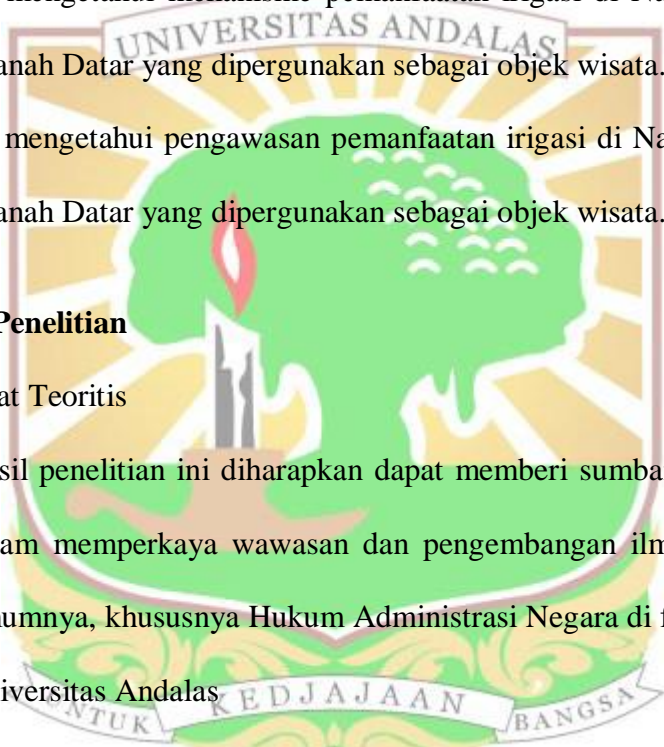 UNIVERSITAS ANDALAS
anah Datar yang dipergunakan sebagai objek wisata.
mengetahui pengawasan pemanfaatan irigasi di Na
anah Datar yang dipergunakan sebagai objek wisata.
Penelitian
at Teoritis
sil penelitian ini diharapkan dapat memberi sumba
am memperkaya wawasan dan pengembangan ilm
umnya, khususnya Hukum Administrasi Negara di f
iversitas Andalas
UNTUK KEDJAJAAN BANGSA